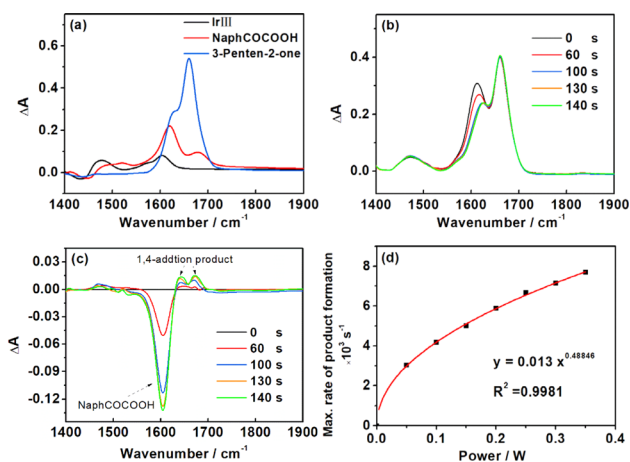 (a)
IrIII
NaphCOCOOH
3-Penten-2-one
ΔA
0.6
0.4
0.2
0.0
1400 1500 1600 1700 1800 1900
Wavenumber / cm⁻¹
(b)
0 s
60 s
100 s
130 s
140 s
ΔA
0.4
0.2
0.0
1400 1500 1600 1700 1800 1900
Wavenumber / cm⁻¹
(c)
1,4-addtion product
NaphCOCOOH
0 s
60 s
100 s
130 s
140 s
ΔA
0.03
0.00
-0.03
-0.06
-0.09
-0.12
1400 1500 1600 1700 1800 1900
Wavenumber / cm⁻¹
(d)
Max. rate of product formation
×10³ s⁻¹
8
6
4
2
0
y = 0.013 x^0.48846
R² =0.9981
0.0 0.1 0.2 0.3 0.4
Power / W